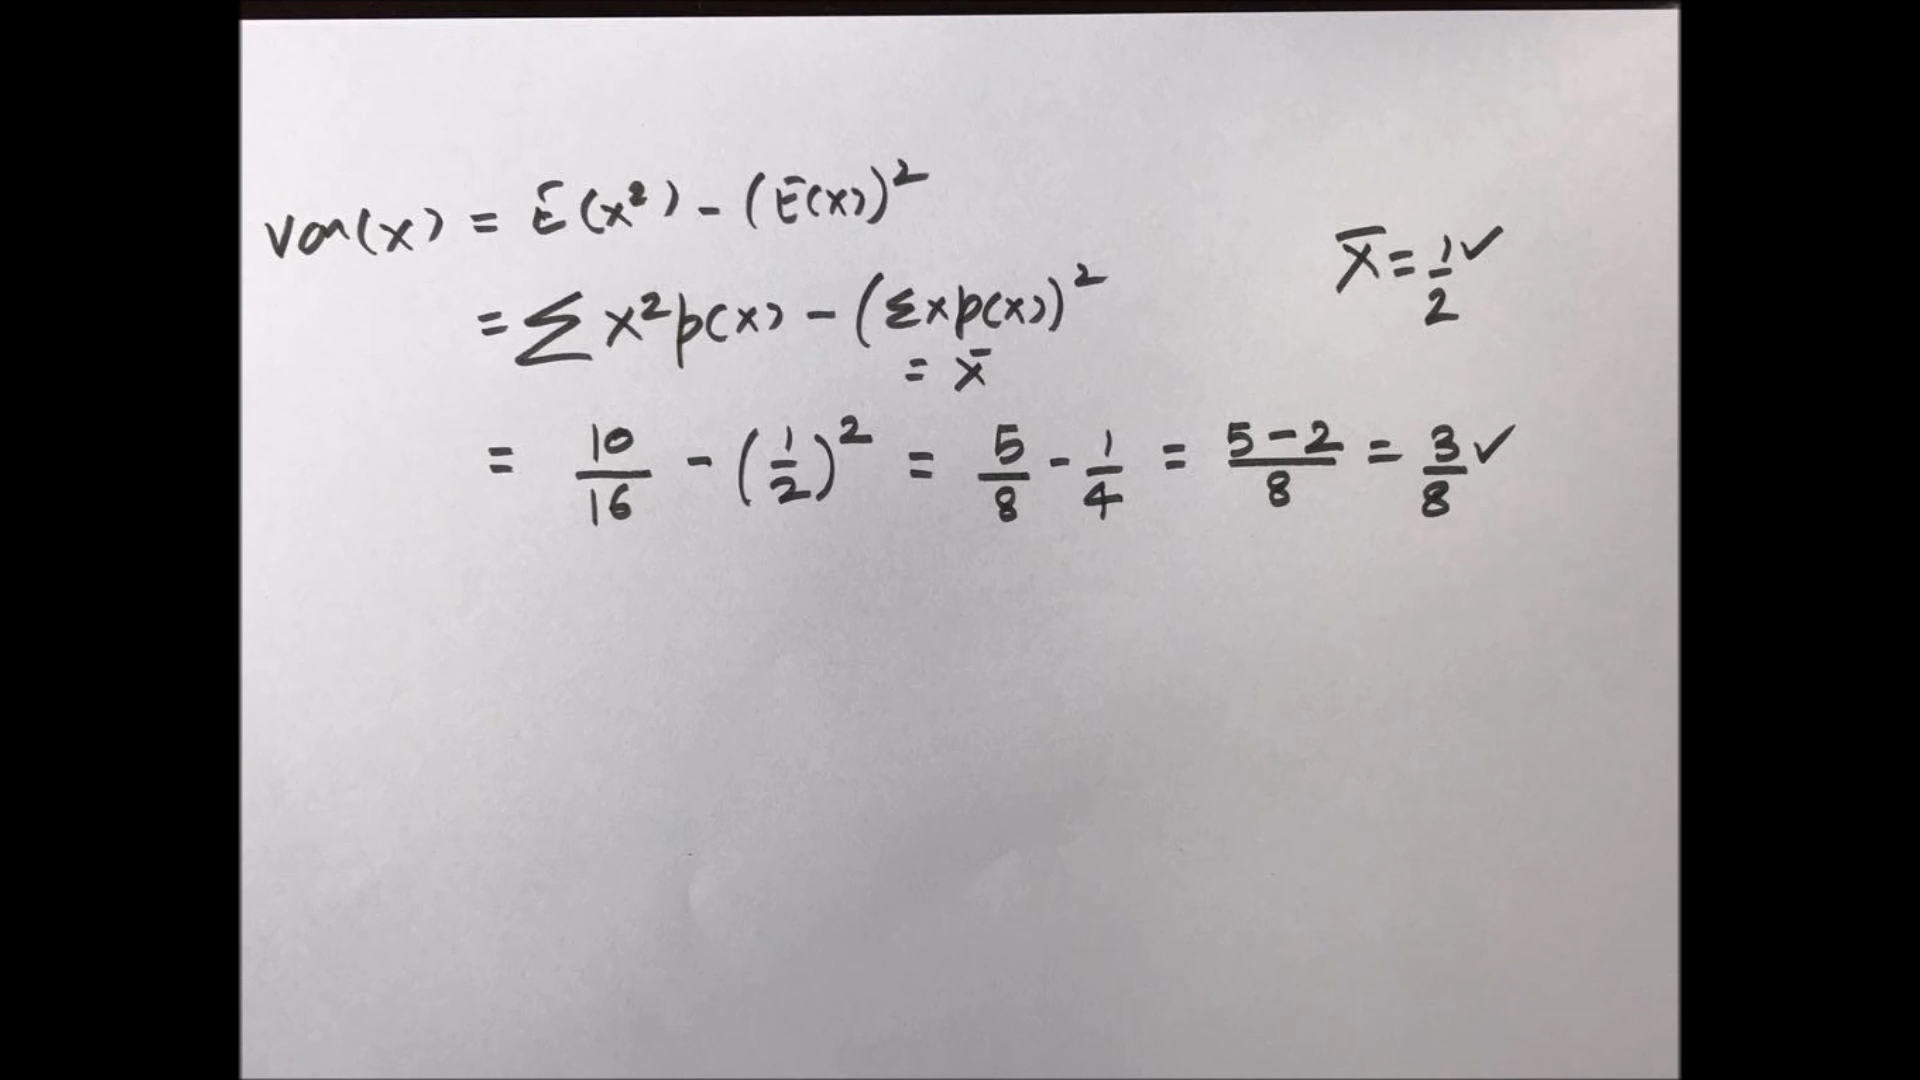 Var(x) = E(x²) - (E(x))²
x̄ = 1/2 ✓
= Σ x²p(x) - (Σxp(x))²
= x̄
= 10/16 - (1/2)² = 5/8 - 1/4 = 5-2/8 = 3/8 ✓